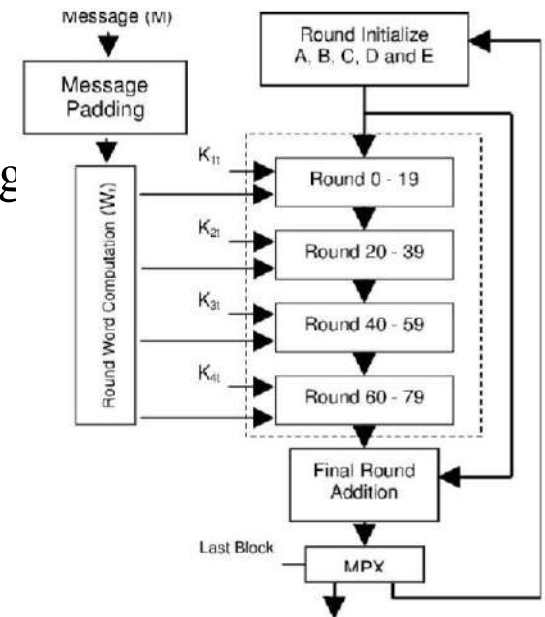 Message (M)
Message
Padding
Round Word Computation (Wt)
g
Round Initialize
A, B, C, D and E
K1t
Round 0 - 19
K2t
Round 20 - 39
K3t
Round 40 - 59
K4t
Round 60 - 79
Final Round
Addition
Last Block
MPX